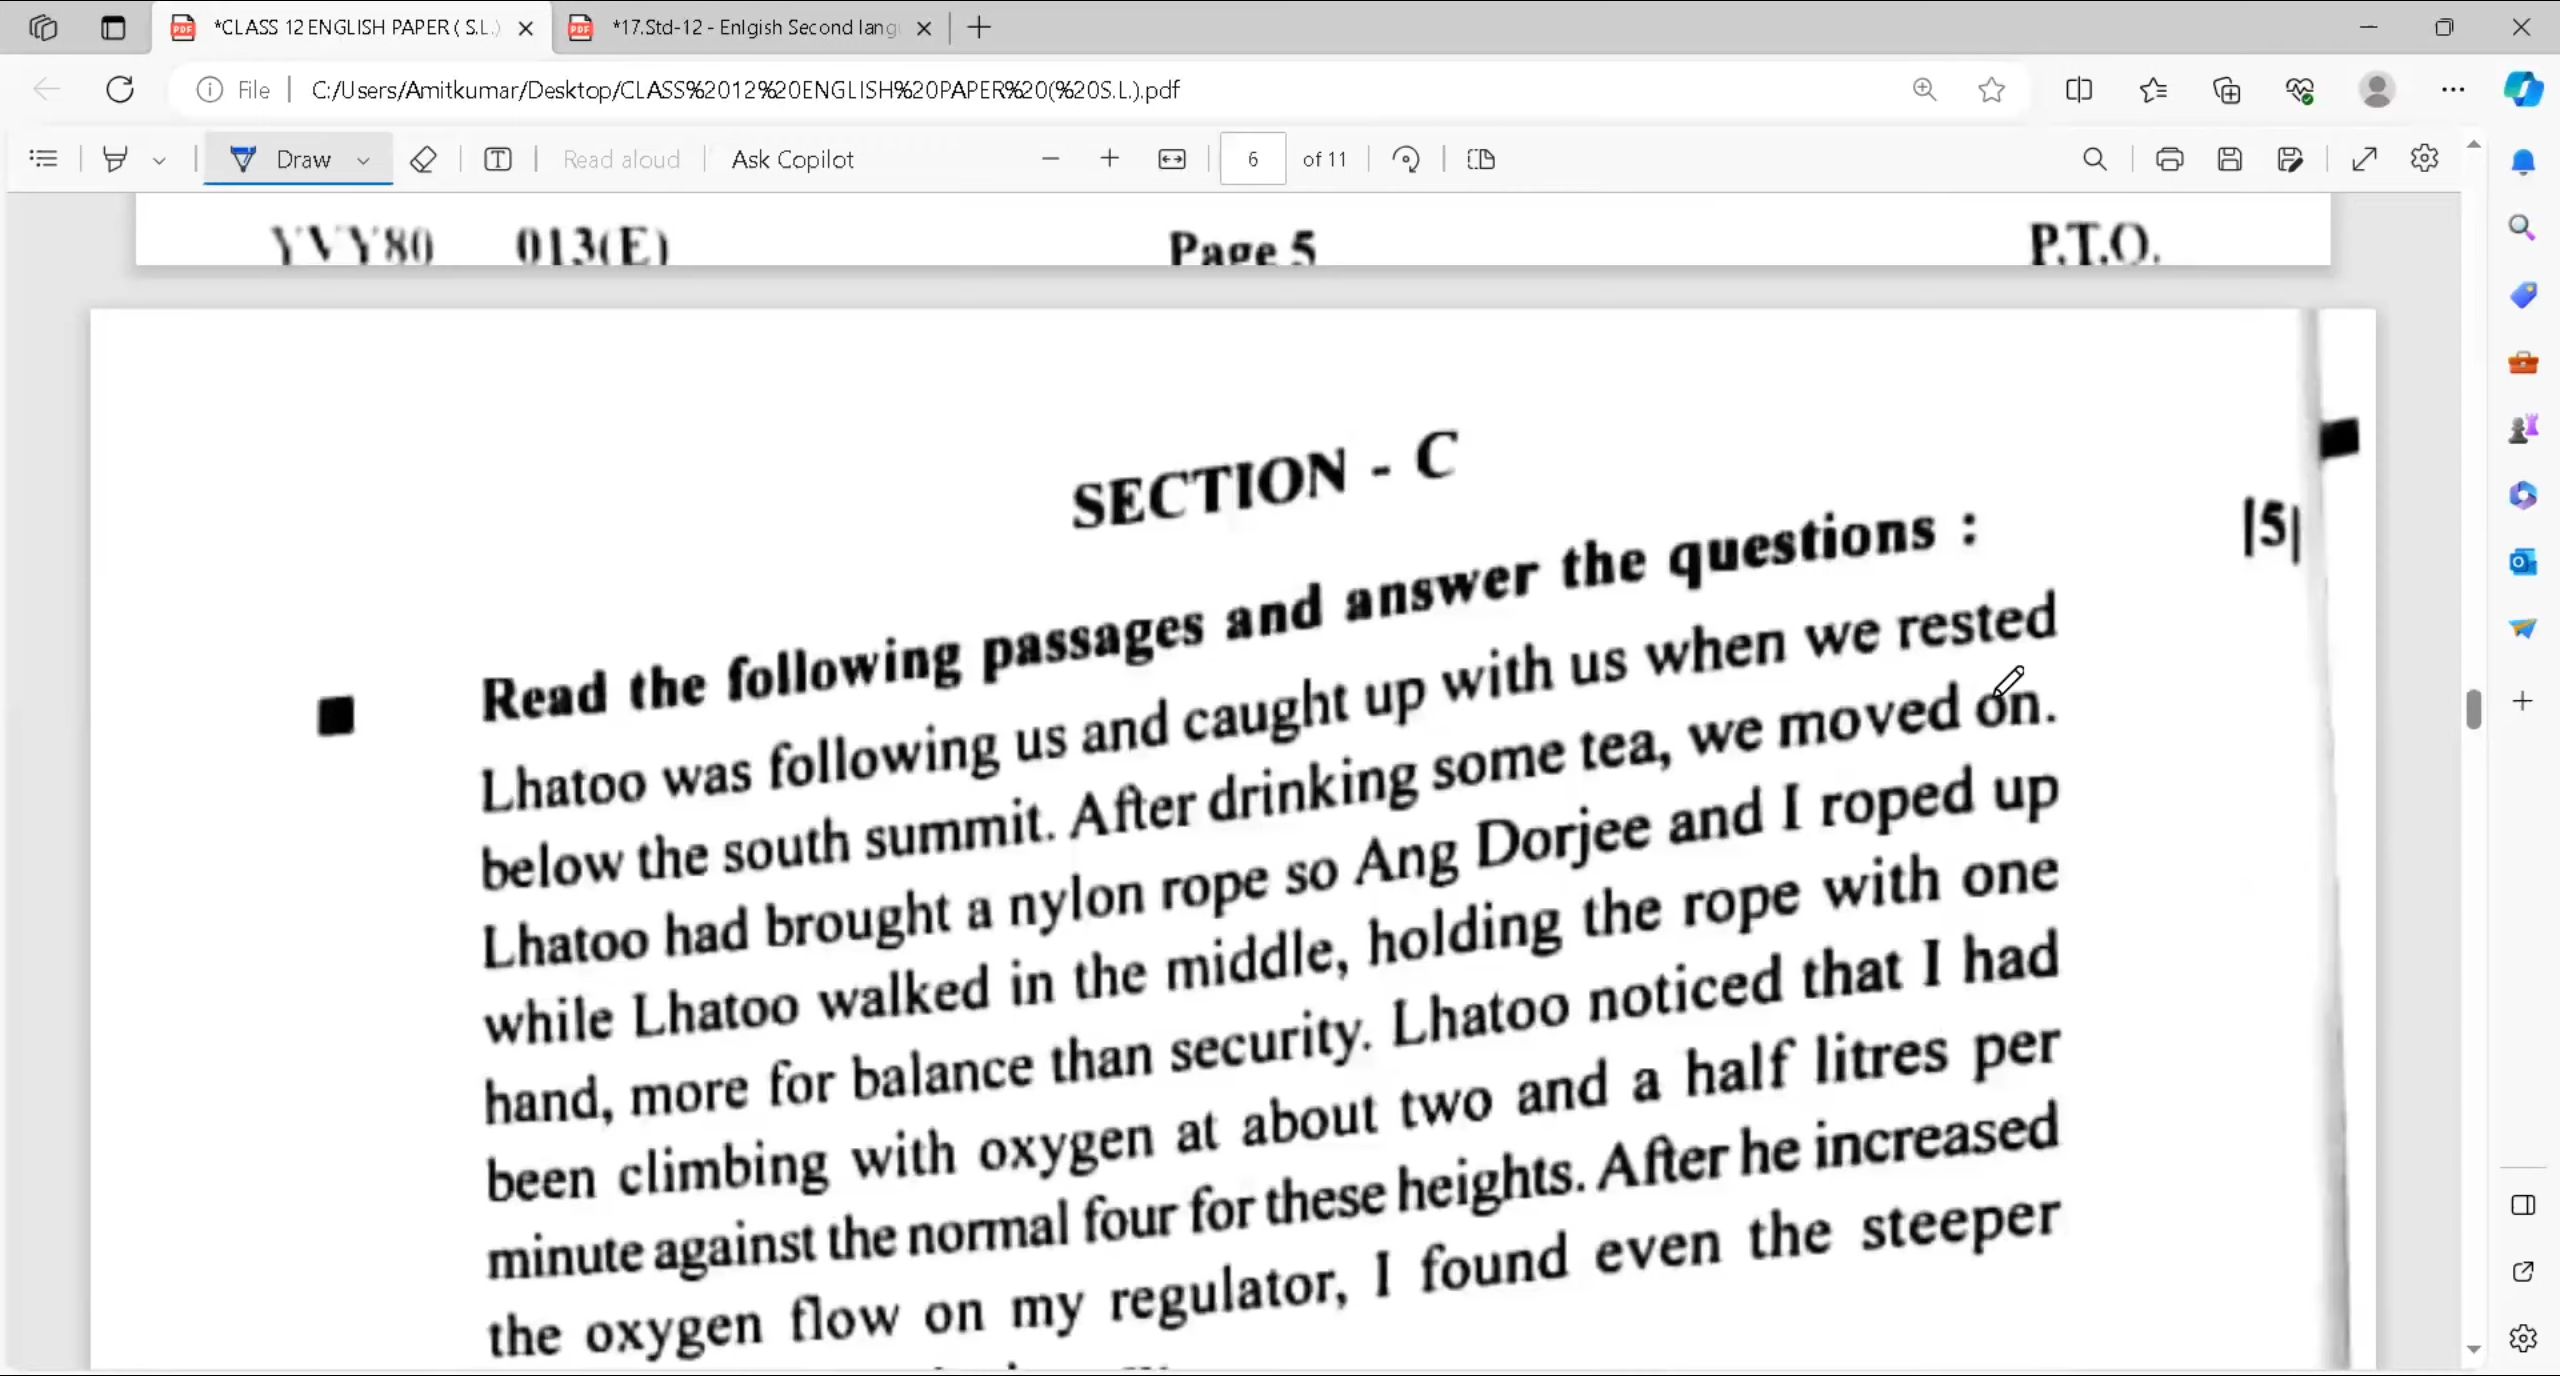 *CLASS 12 ENGLISH PAPER ( S.L.)
*17.Std-12 - Enlgish Second lang
File
C:/Users/Amitkumar/Desktop/CLASS%2012%20ENGLISH%20PAPER%20(%20S.L.).pdf
Draw
Read aloud
Ask Copilot
6 of 11
YVY80 013(E) Page 5 P.T.O.
SECTION - C
Read the following passages and answer the questions : |5|
Lhatoo was following us and caught up with us when we rested
below the south summit. After drinking some tea, we moved on.
Lhatoo had brought a nylon rope so Ang Dorjee and I roped up
while Lhatoo walked in the middle, holding the rope with one
hand, more for balance than security. Lhatoo noticed that I had
been climbing with oxygen at about two and a half litres per
minute against the normal four for these heights. After he increased
the oxygen flow on my regulator, I found even the steeper